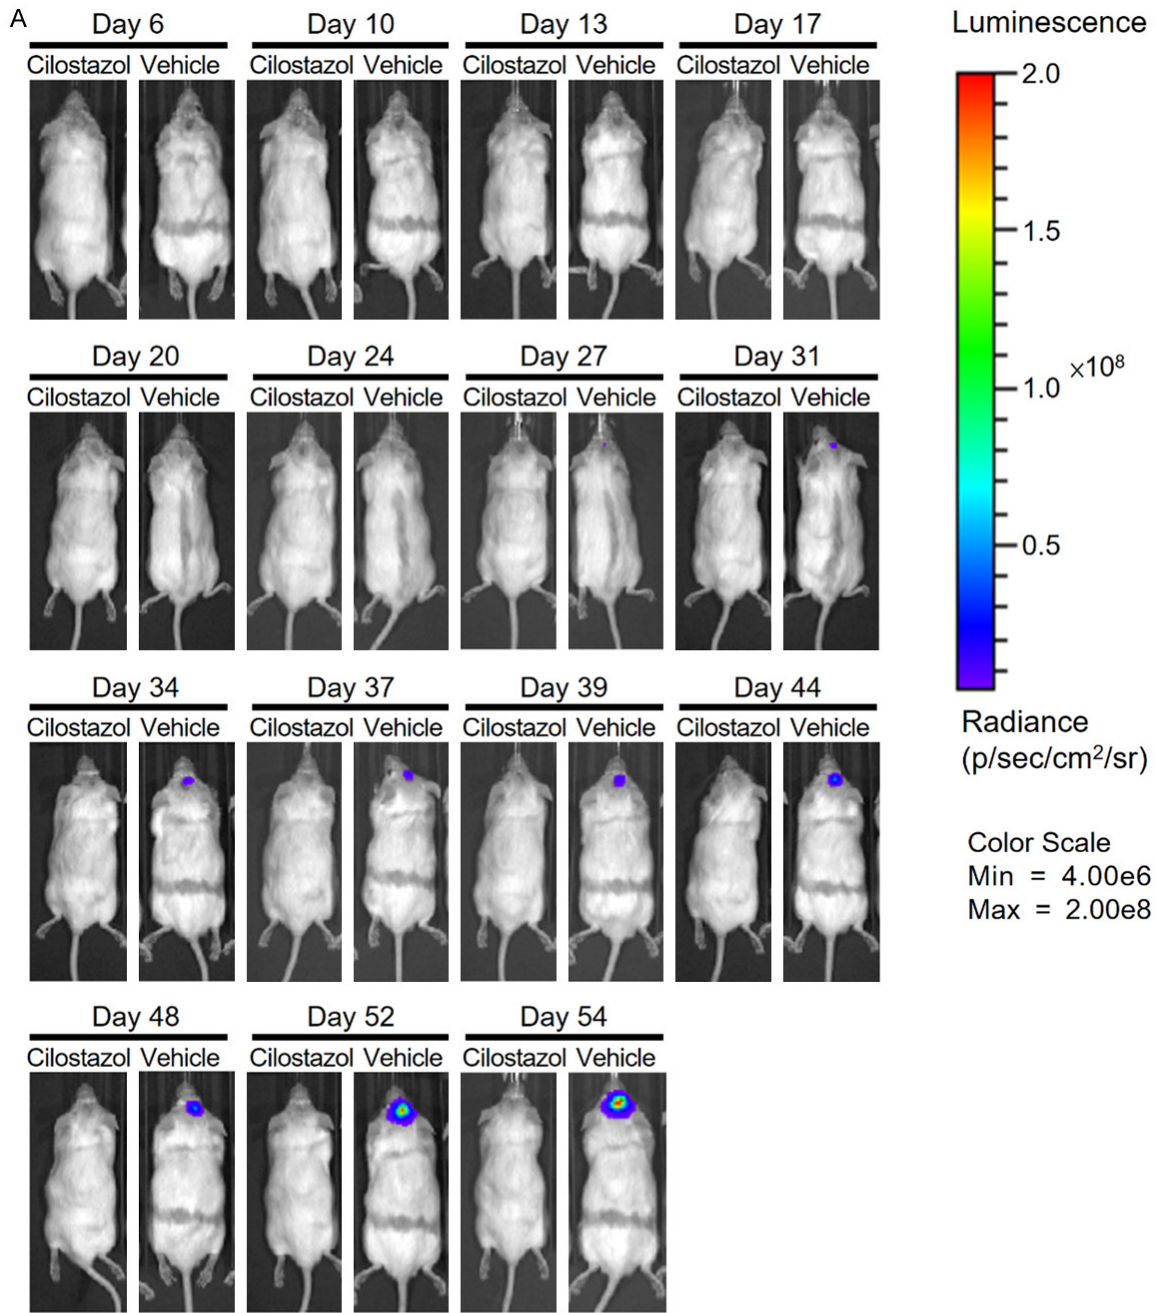 A
Day 6 Day 10 Day 13 Day 17
Cilostazol Vehicle Cilostazol Vehicle Cilostazol Vehicle Cilostazol Vehicle
Day 20 Day 24 Day 27 Day 31
Cilostazol Vehicle Cilostazol Vehicle Cilostazol Vehicle Cilostazol Vehicle
Day 34 Day 37 Day 39 Day 44
Cilostazol Vehicle Cilostazol Vehicle Cilostazol Vehicle Cilostazol Vehicle
Day 48 Day 52 Day 54
Cilostazol Vehicle Cilostazol Vehicle Cilostazol Vehicle
Luminescence
2.0
1.5
1.0 ×10⁸
0.5
Radiance
(p/sec/cm²/sr)
Color Scale
Min = 4.00e6
Max = 2.00e8